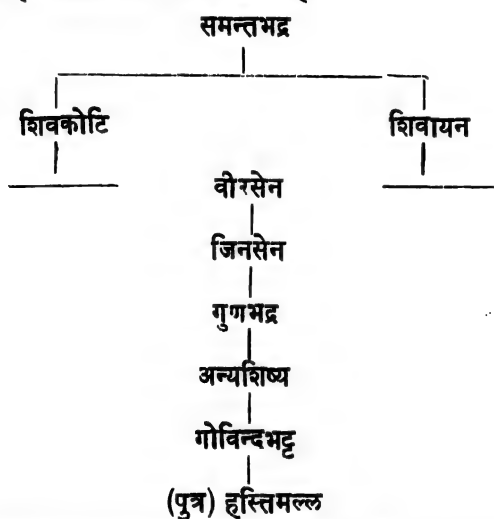 समन्तभद्र
शिवकोटि शिवायन
वीरसेन
जिनसेन
गुणभद्र
अन्यशिष्य
गोविन्दभट्ट
(पुत्र) हस्तिमल्ल